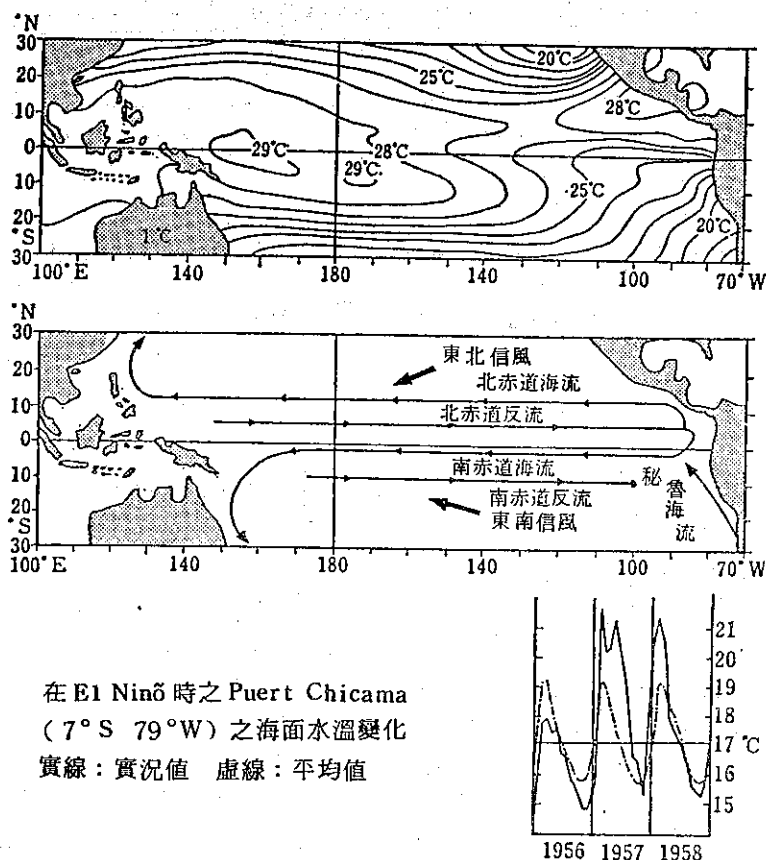 °N
30
20
10
0
10
20
°S
30
20°C
25°C
28°C
29°C
28°C
29°C
25°C
20°C
1°C
100°E 140 180 140 100 70°W
°N
30
20
10
0
10
20
°S
30
東北信風
北赤道海流
北赤道反流
南赤道海流
南赤道反流
東南信風
秘魯海流
100°E 140 180 140 100 70°W
在 El Ninõ 時之 Puert Chicama
（7°S 79°W）之海面水溫變化
實線：實況值 虛線：平均值
21
20
19
18
°C
17
16
15
1956 1957 1958